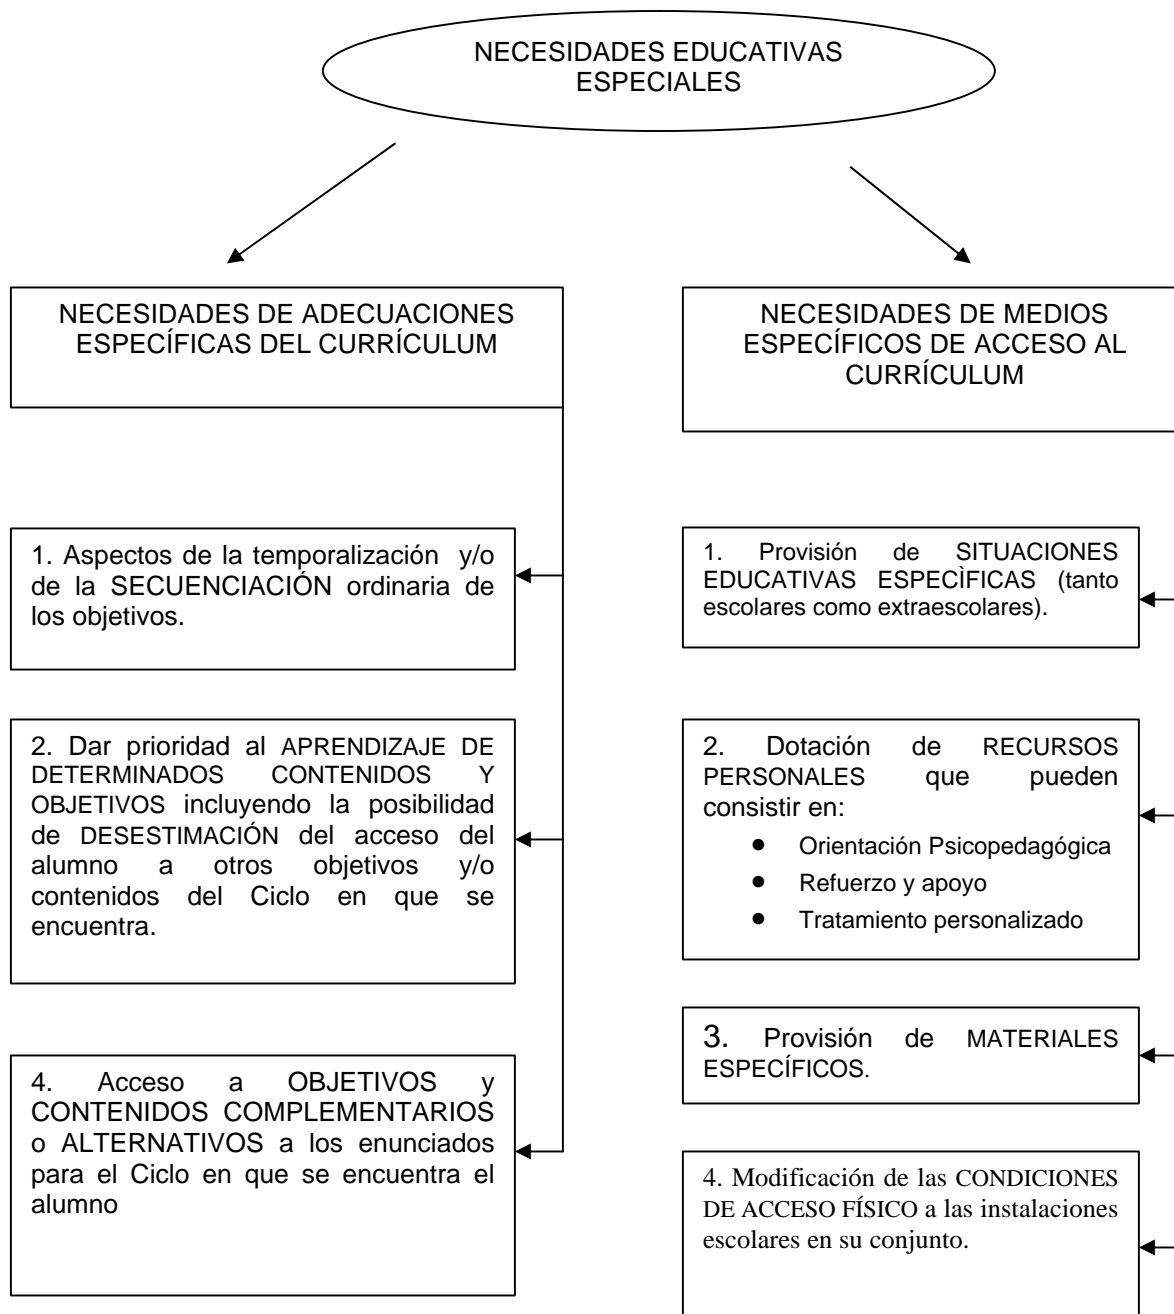 NECESIDADES EDUCATIVAS
ESPECIALES
NECESIDADES DE ADECUACIONES
ESPECÍFICAS DEL CURRÍCULUM
1. Aspectos de la temporalización y/o
de la SECUENCIACIÓN ordinaria de
los objetivos.
2. Dar prioridad al APRENDIZAJE DE
DETERMINADOS CONTENIDOS Y
OBJETIVOS incluyendo la posibilidad
de DESESTIMACIÓN del acceso del
alumno a otros objetivos y/o
contenidos del Ciclo en que se
encuentra.
4. Acceso a OBJETIVOS y
CONTENIDOS COMPLEMENTARIOS
o ALTERNATIVOS a los enunciados
para el Ciclo en que se encuentra el
alumno
NECESIDADES DE MEDIOS
ESPECÍFICOS DE ACCESO AL
CURRÍCULUM
1. Provisión de SITUACIONES
EDUCATIVAS ESPECÌFICAS (tanto
escolares como extraescolares).
2. Dotación de RECURSOS
PERSONALES que pueden
consistir en:
• Orientación Psicopedagógica
• Refuerzo y apoyo
• Tratamiento personalizado
3. Provisión de MATERIALES
ESPECÍFICOS.
4. Modificación de las CONDICIONES
DE ACCESO FÍSICO a las instalaciones
escolares en su conjunto.